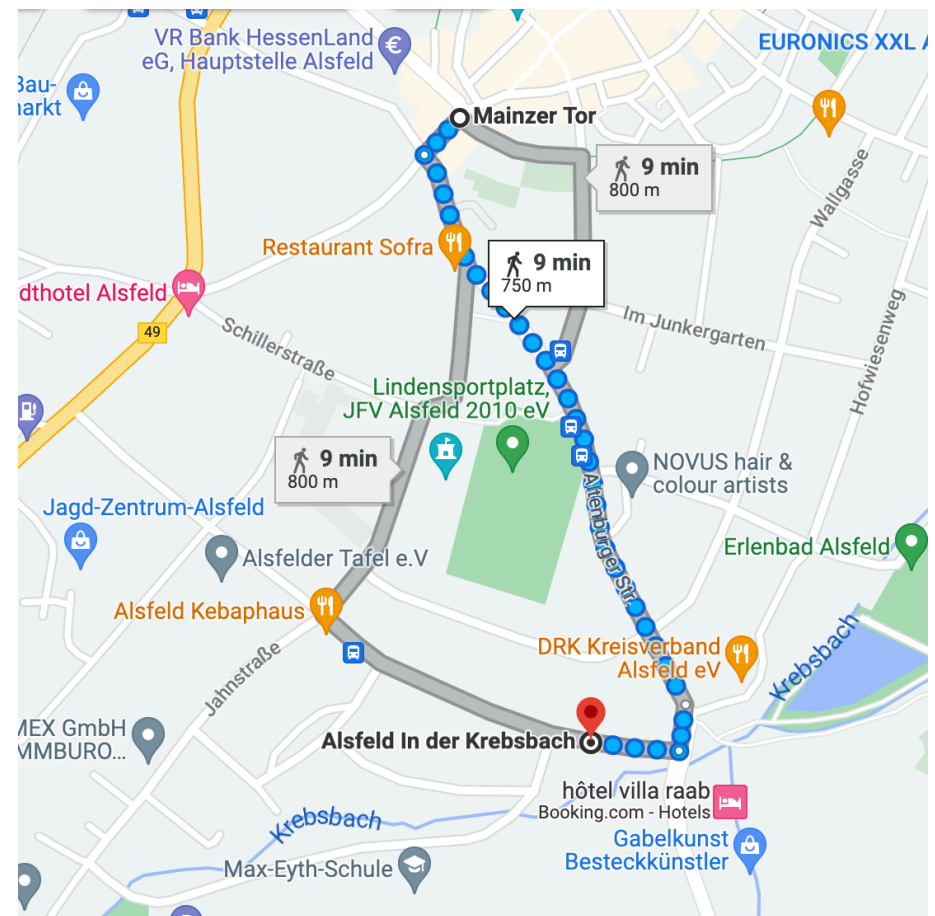 VR Bank HessenLand
eG, Hauptstelle Alsfeld
EURONICS XXL A
Bau-
markt
Mainzer Tor
9 min
800 m
Wallgasse
Restaurant Sofra
9 min
750 m
dthotel Alsfeld
49
Schillerstraße
Im Junkergarten
Hofwiesenweg
Lindensportplatz,
JFV Alsfeld 2010 eV
9 min
800 m
NOVUS hair &
colour artists
Jagd-Zentrum-Alsfeld
Altenburger Str.
Erlenbad Alsfeld
Alsfelder Tafel e.V
Alsfeld Kebaphaus
DRK Kreisverband
Alsfeld eV
Krebsbach
Jahnstraße
MEX GmbH
MMBURO...
Alsfeld In der Krebsbach
hôtel villa raab
Booking.com - Hotels
Krebsbach
Gabelkunst
Besteckkünstler
Max-Eyth-Schule